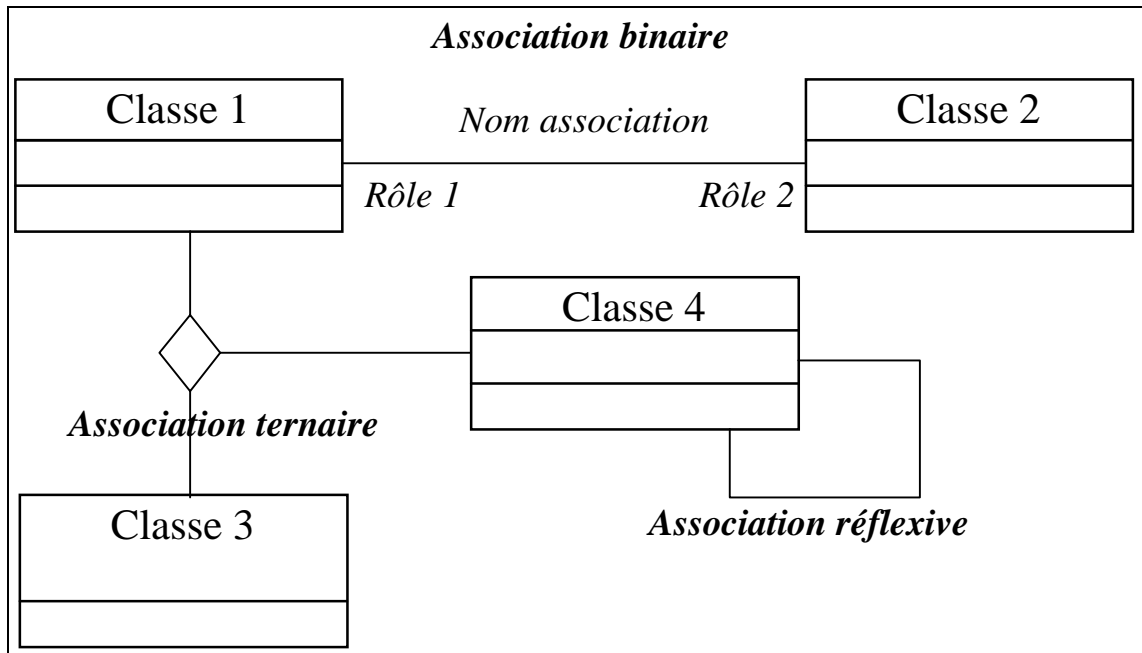 Association binaire
Classe 1
Nom association
Classe 2
Rôle 1
Rôle 2
Classe 4
Association ternaire
Classe 3
Association réflexive